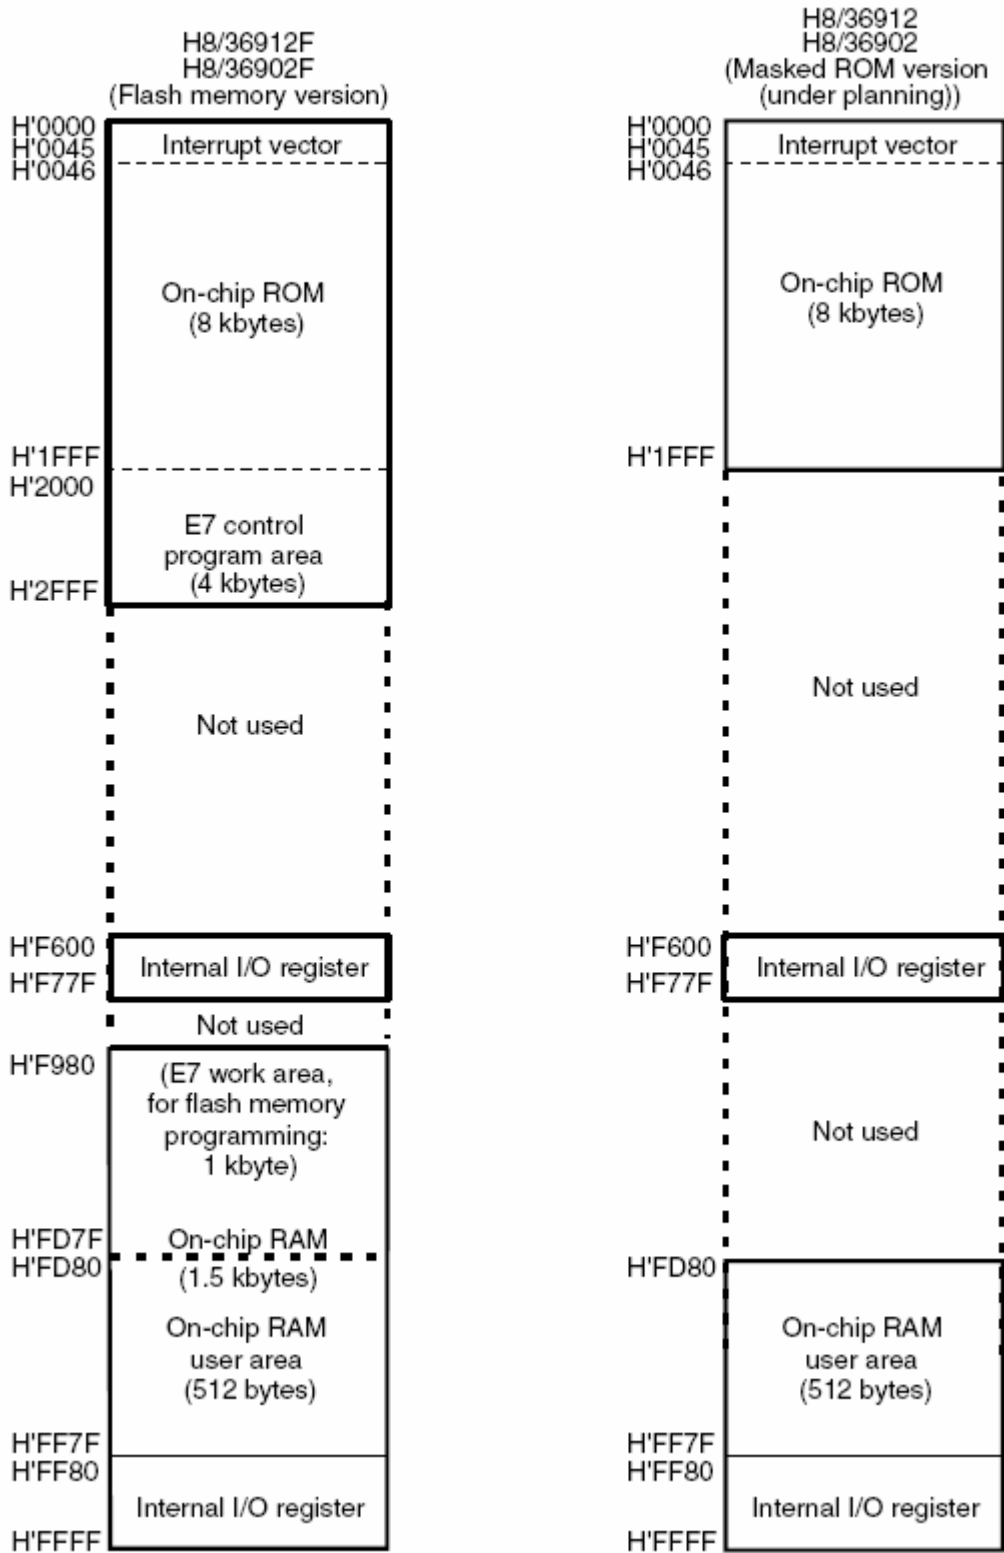 H8/36912F
H8/36902F
(Flash memory version)
H'0000
H'0045
H'0046
Interrupt vector
On-chip ROM
(8 kbytes)
H'1FFF
H'2000
E7 control
program area
(4 kbytes)
H'2FFF
Not used
H'F600
Internal I/O register
H'F77F
Not used
H'F980
(E7 work area,
for flash memory
programming:
1 kbyte)
H'FD7F
On-chip RAM
H'FD80
(1.5 kbytes)
On-chip RAM
user area
(512 bytes)
H'FF7F
H'FF80
Internal I/O register
H'FFFF
H8/36912
H8/36902
(Masked ROM version
(under planning))
H'0000
H'0045
H'0046
Interrupt vector
On-chip ROM
(8 kbytes)
H'1FFF
Not used
H'F600
Internal I/O register
H'F77F
Not used
H'FD80
On-chip RAM
user area
(512 bytes)
H'FF7F
H'FF80
Internal I/O register
H'FFFF